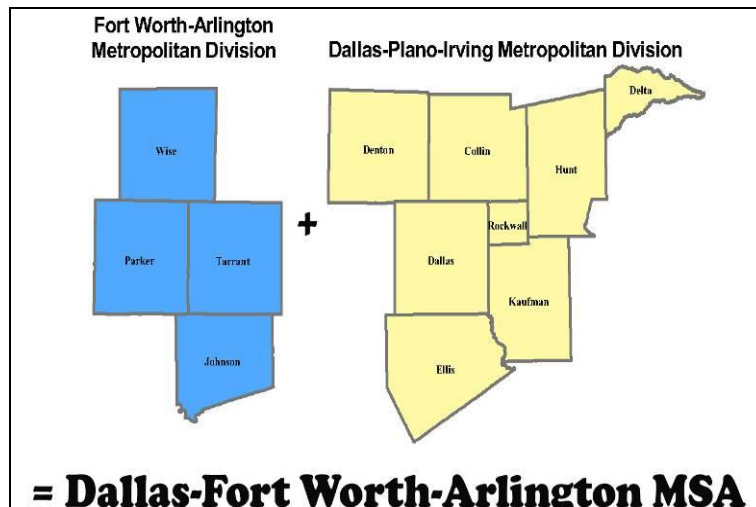 Fort Worth-Arlington
Metropolitan Division
Dallas-Plano-Irving Metropolitan Division
Wise
Parker
Tarrant
Johnson
+
Denton
Collin
Hunt
Delta
Rockwall
Dallas
Kaufman
Ellis
= Dallas-Fort Worth-Arlington MSA